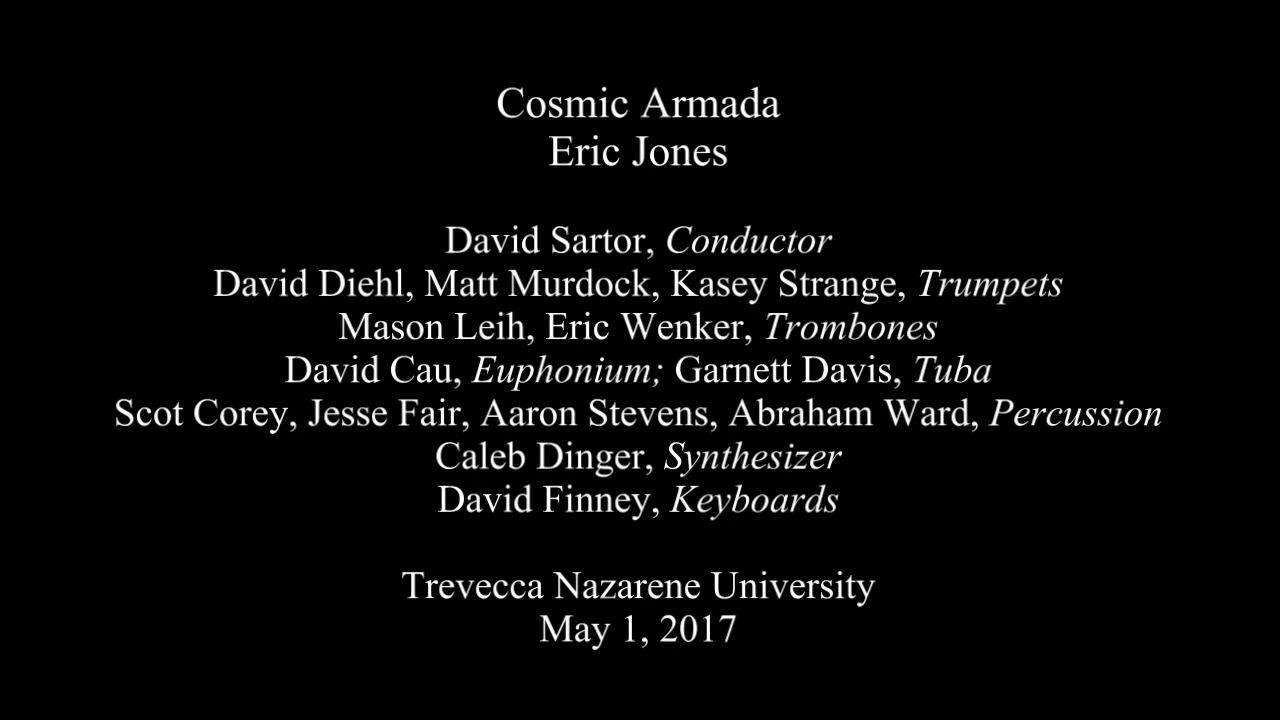 Cosmic Armada
Eric Jones
David Sartor, Conductor
David Diehl, Matt Murdock, Kasey Strange, Trumpets
Mason Leih, Eric Wenker, Trombones
David Cau, Euphonium; Garnett Davis, Tuba
Scot Corey, Jesse Fair, Aaron Stevens, Abraham Ward, Percussion
Caleb Dinger, Synthesizer
David Finney, Keyboards
Trevecca Nazarene University
May 1, 2017